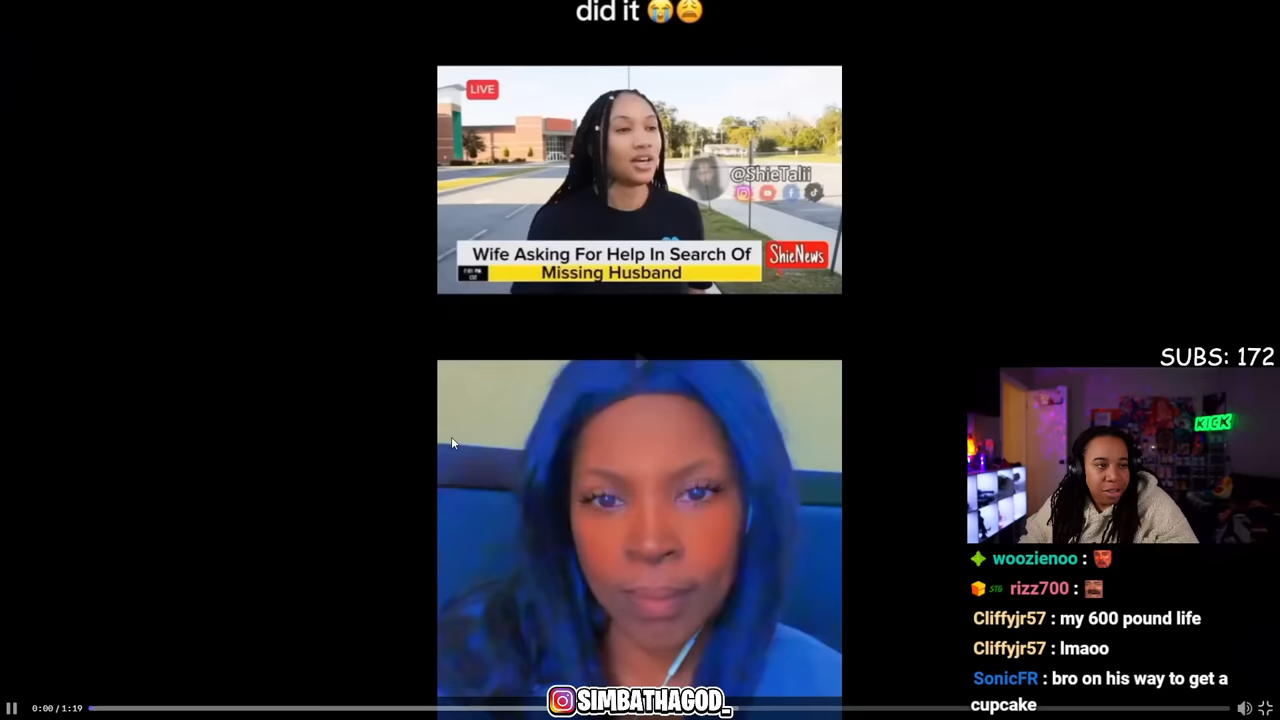 did it 😭😩
LIVE
@ShieTalii
Wife Asking For Help In Search Of
Missing Husband
ShieNews
SUBS: 172
KICK
woozienoo :
STG rizz700 :
Cliffyjr57 : my 600 pound life
Cliffyjr57 : lmaoo
SonicFR : bro on his way to get a
cupcake
SIMBATHAGOD_
0:00 / 1:19